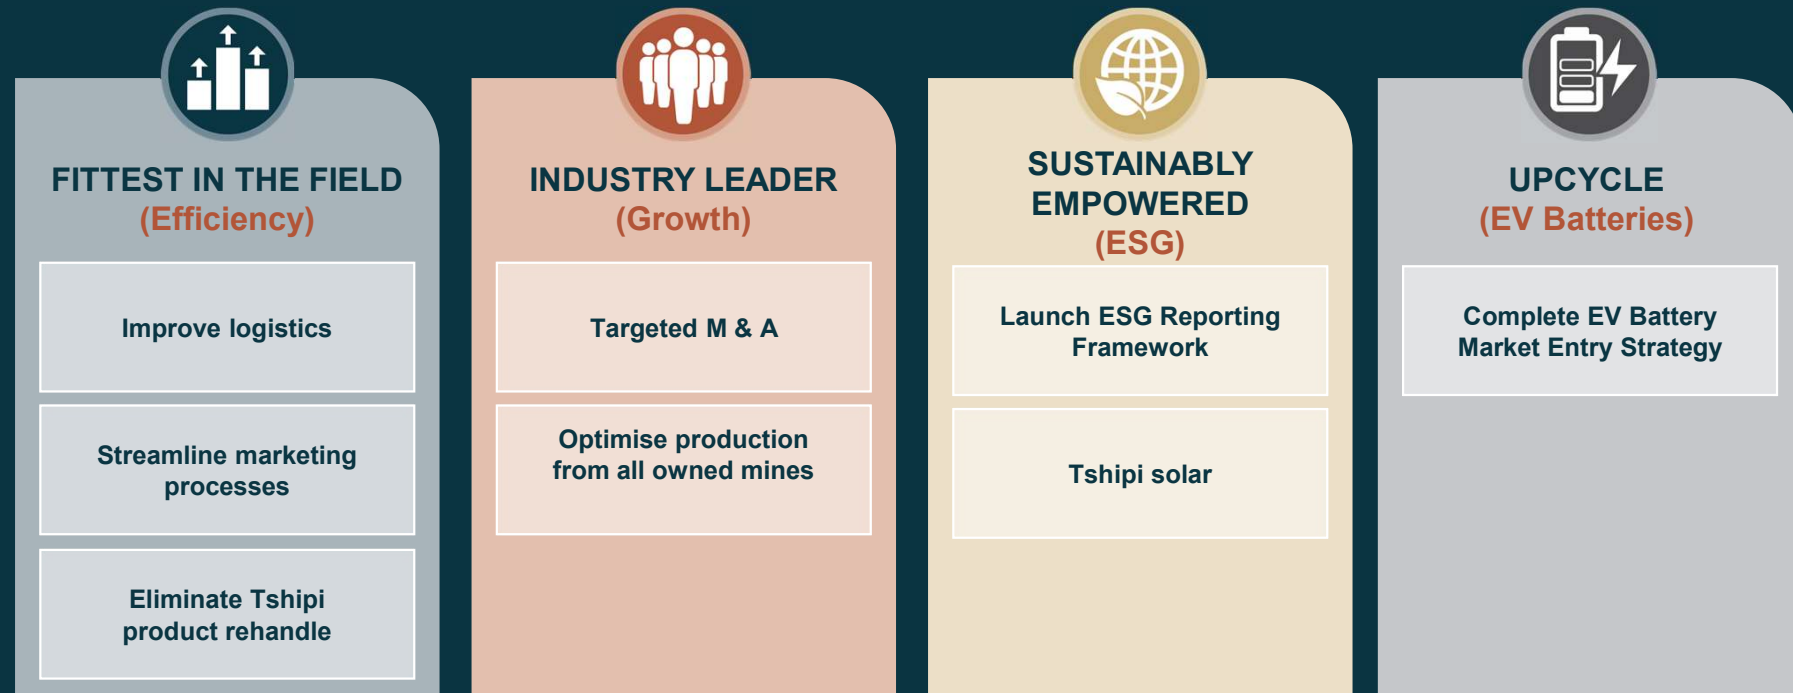 FITTEST IN THE FIELD
(Efficiency)
Improve logistics
Streamline marketing
processes
Eliminate Tshipi
product rehandle
INDUSTRY LEADER
(Growth)
Targeted M & A
Optimise production
from all owned mines
SUSTAINABLY
EMPOWERED
(ESG)
Launch ESG Reporting
Framework
Tshipi solar
UPCYCLE
(EV Batteries)
Complete EV Battery
Market Entry Strategy